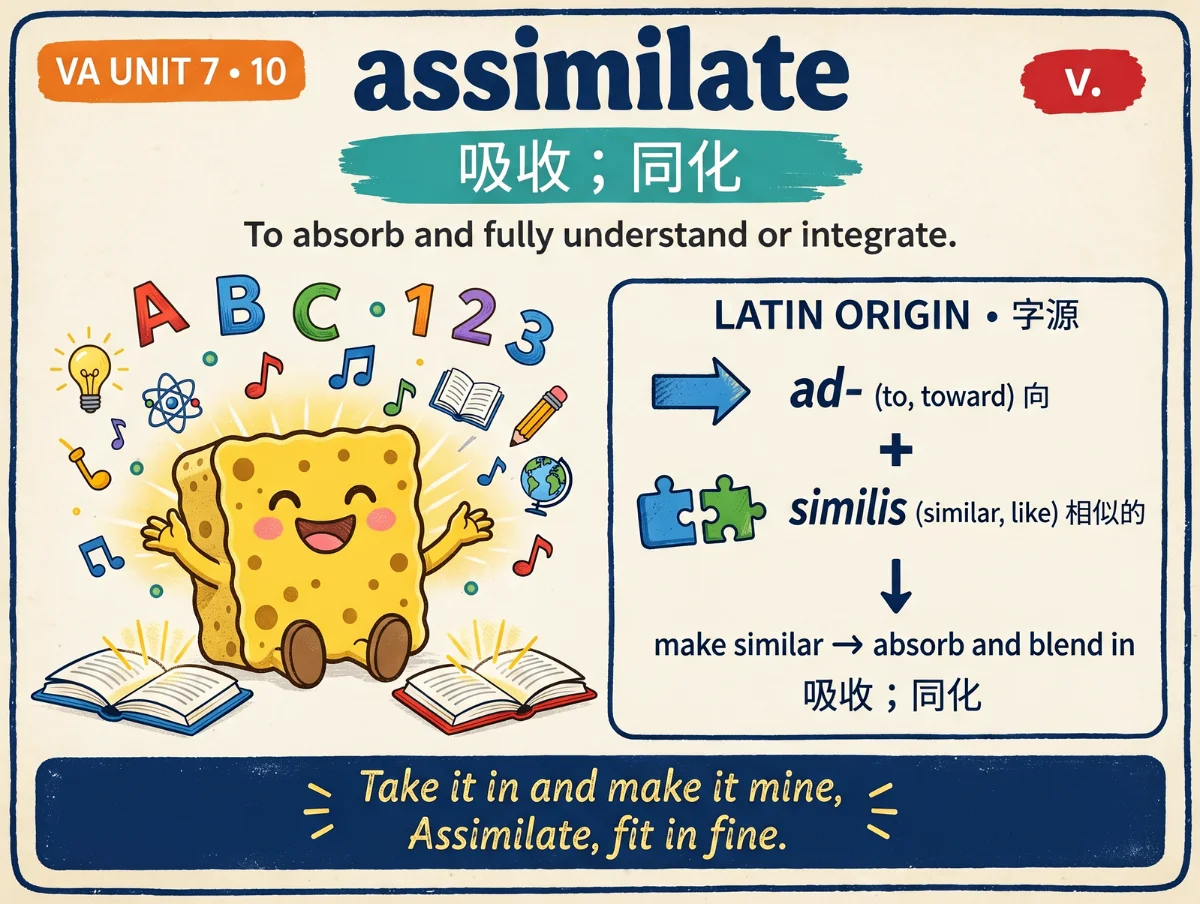 VA UNIT 7 • 10
assimilate
v.
吸收；同化
To absorb and fully understand or integrate.
A B C • 1 2 3
LATIN ORIGIN • 字源
ad- (to, toward) 向
+
similis (similar, like) 相似的
↓
make similar → absorb and blend in
吸收；同化
Take it in and make it mine,
Assimilate, fit in fine.